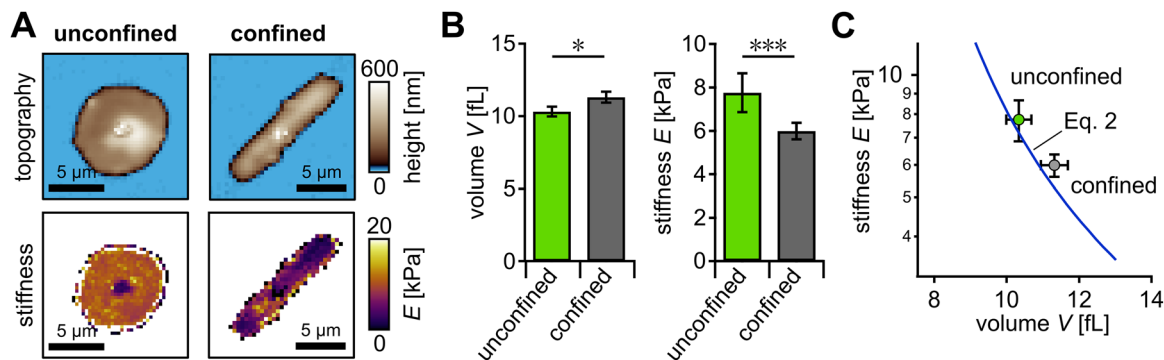 A
unconfined
confined
topography
5 µm
5 µm
600
0
height [nm]
stiffness
5 µm
5 µm
20
0
E [kPa]
B
volume V [fL]
15
10
5
0
*
unconfined
confined
stiffness E [kPa]
10
8
6
4
2
0
***
unconfined
confined
C
stiffness E [kPa]
10
9
8
7
6
5
4
unconfined
Eq. 2
confined
8
10
12
14
volume V [fL]